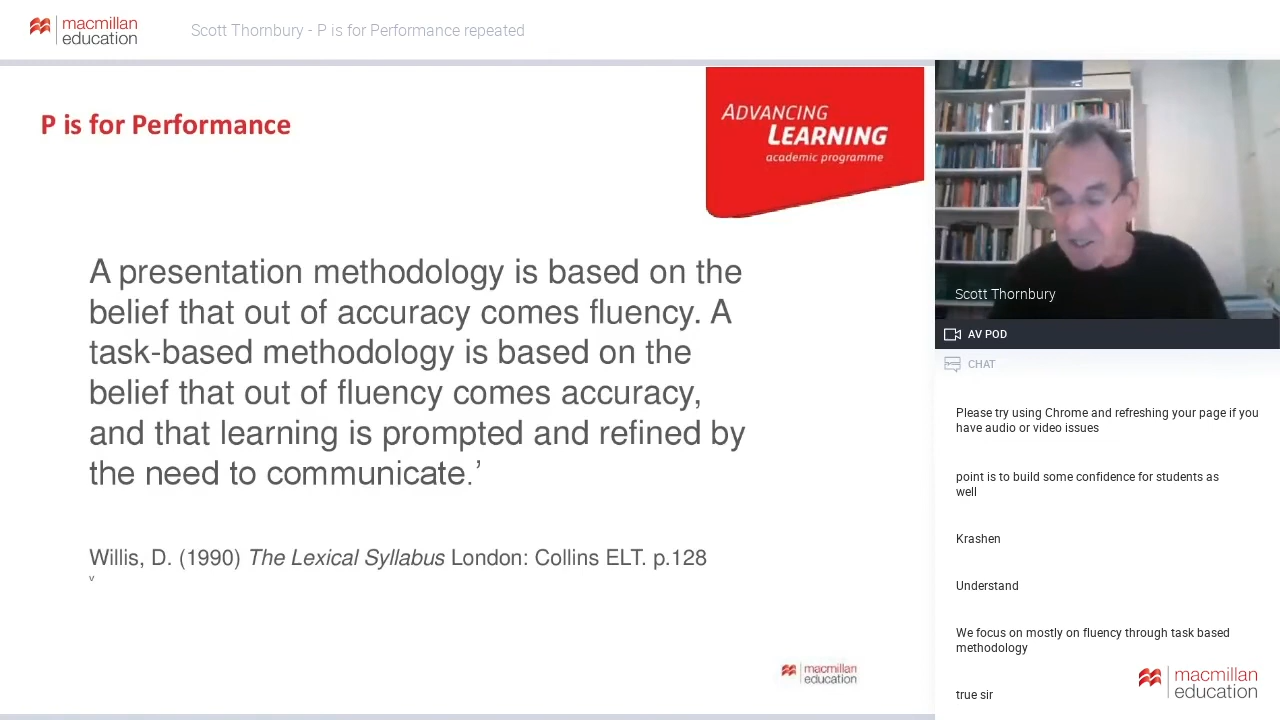 macmillan
education
Scott Thornbury - P is for Performance repeated
P is for Performance
ADVANCING
LEARNING
academic programme
A presentation methodology is based on the
belief that out of accuracy comes fluency. A
task-based methodology is based on the
belief that out of fluency comes accuracy,
and that learning is prompted and refined by
the need to communicate.’
Willis, D. (1990) The Lexical Syllabus London: Collins ELT. p.128
v
macmillan
education
Scott Thornbury
AV POD
CHAT
Please try using Chrome and refreshing your page if you
have audio or video issues
point is to build some confidence for students as
well
Krashen
Understand
We focus on mostly on fluency through task based
methodology
true sir
macmillan
education